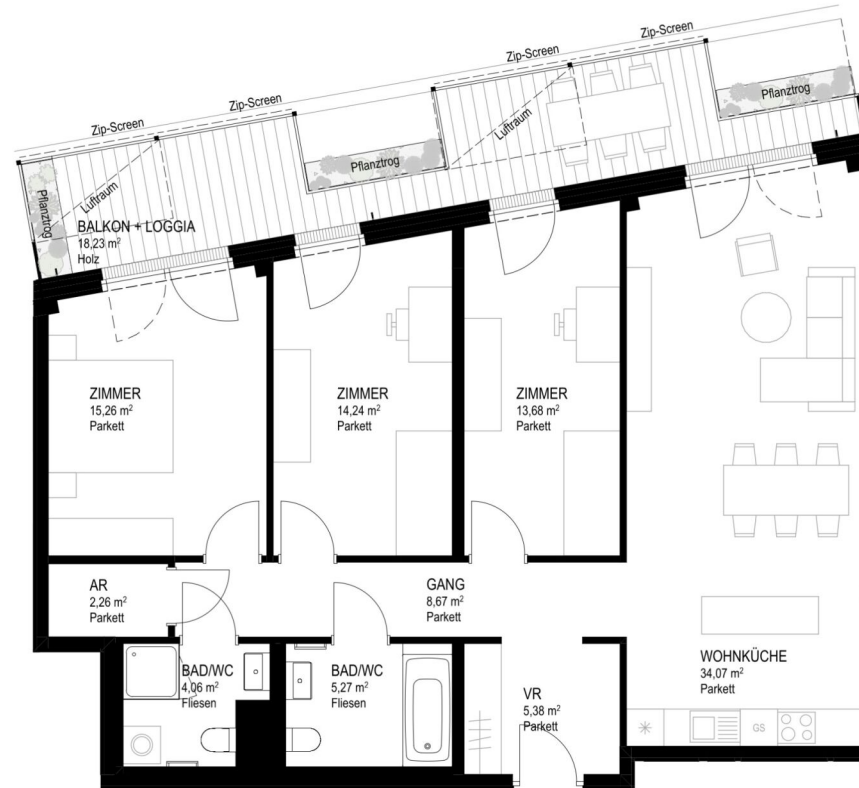 Zip-Screen
Zip-Screen
Zip-Screen
Zip-Screen
Pflanztrog
Luftraum
Pflanztrog
Luftraum
Pflanztrog
BALKON + LOGGIA
18,23 m²
Holz
ZIMMER
15,26 m²
Parkett
ZIMMER
14,24 m²
Parkett
ZIMMER
13,68 m²
Parkett
AR
2,26 m²
Parkett
GANG
8,67 m²
Parkett
BAD/WC
4,06 m²
Fliesen
BAD/WC
5,27 m²
Fliesen
VR
5,38 m²
Parkett
WOHNKÜCHE
34,07 m²
Parkett
GS